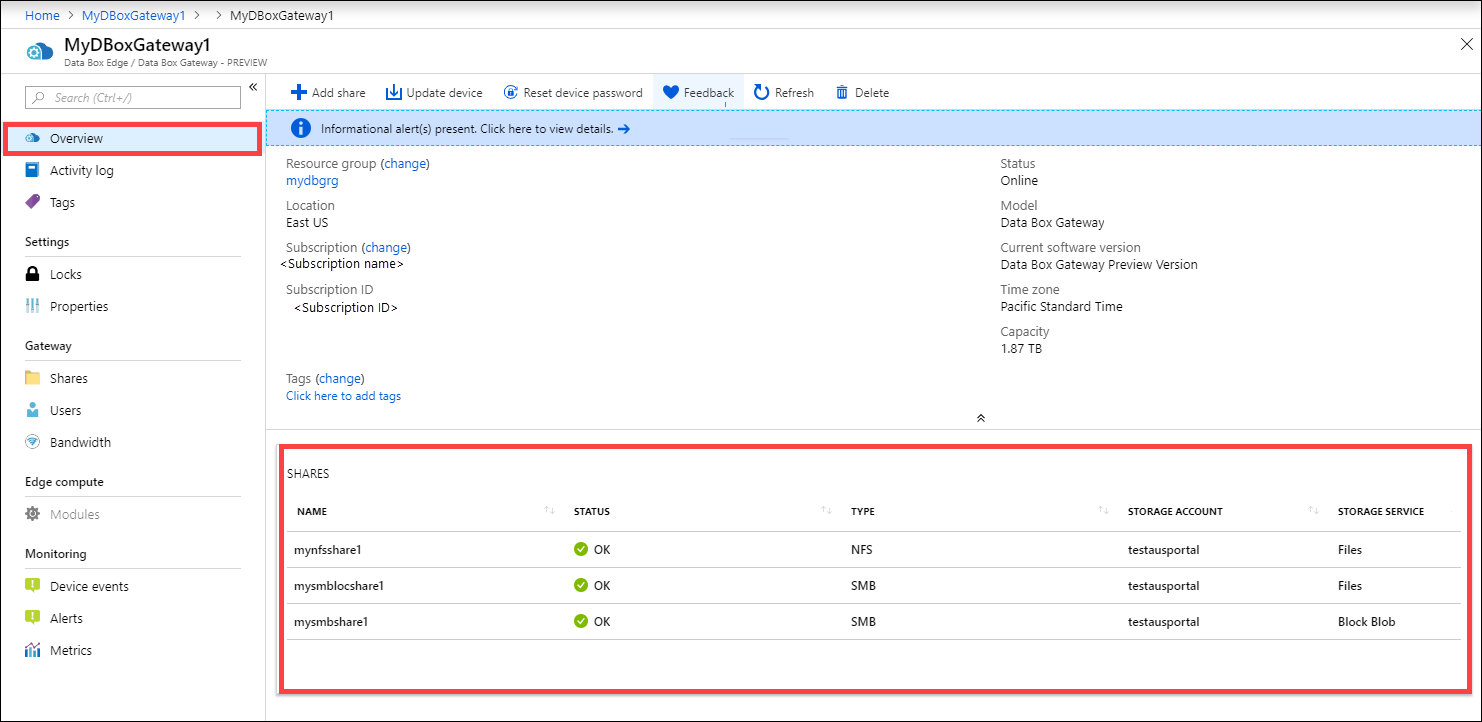 Home > MyDBoxGateway1 > > MyDBoxGateway1
MyDBoxGateway1
Data Box Edge / Data Box Gateway - PREVIEW
Search (Ctrl+/)
Overview
Activity log
Tags
Settings
Locks
Properties
Gateway
Shares
Users
Bandwidth
Edge compute
Modules
Monitoring
Device events
Alerts
Metrics
Add share Update device Reset device password Feedback Refresh Delete
Informational alert(s) present. Click here to view details.
Resource group (change)
mydbgrg
Location
East US
Subscription (change)
<Subscription name>
Subscription ID
<Subscription ID>
Tags (change)
Click here to add tags
Status
Online
Model
Data Box Gateway
Current software version
Data Box Gateway Preview Version
Time zone
Pacific Standard Time
Capacity
1.87 TB
SHARES
NAME STATUS TYPE STORAGE ACCOUNT STORAGE SERVICE
mynfsshare1 OK NFS testausportal Files
mysmblocshare1 OK SMB testausportal Files
mysmbshare1 OK SMB testausportal Block Blob